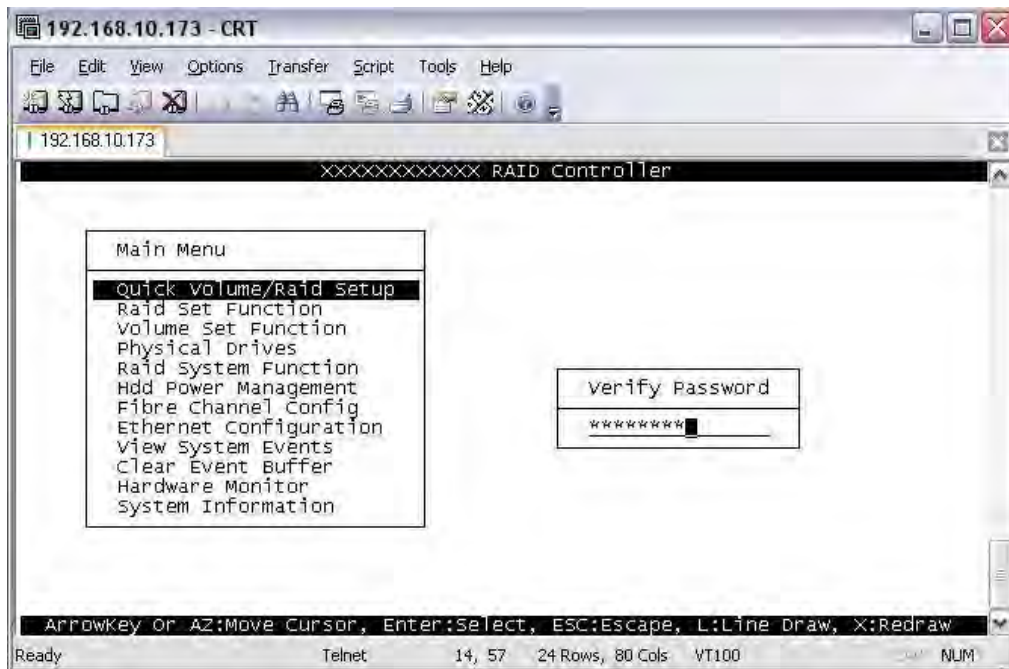 192.168.10.173 - CRT
File Edit View Options Transfer Script Tools Help
192.168.10.173
XXXXXXXXXXXX RAID Controller
Main Menu
Quick Volume/Raid Setup
Raid Set Function
Volume Set Function
Physical Drives
Raid System Function
Hdd Power Management
Fibre Channel Config
Ethernet Configuration
View System Events
Clear Event Buffer
Hardware Monitor
System Information
Verify Password
********
ArrowKey Or AZ:Move Cursor, Enter:Select, ESC:Escape, L:Line Draw, X:Redraw
Ready Telnet 14, 57 24 Rows, 80 Cols VT100 NUM